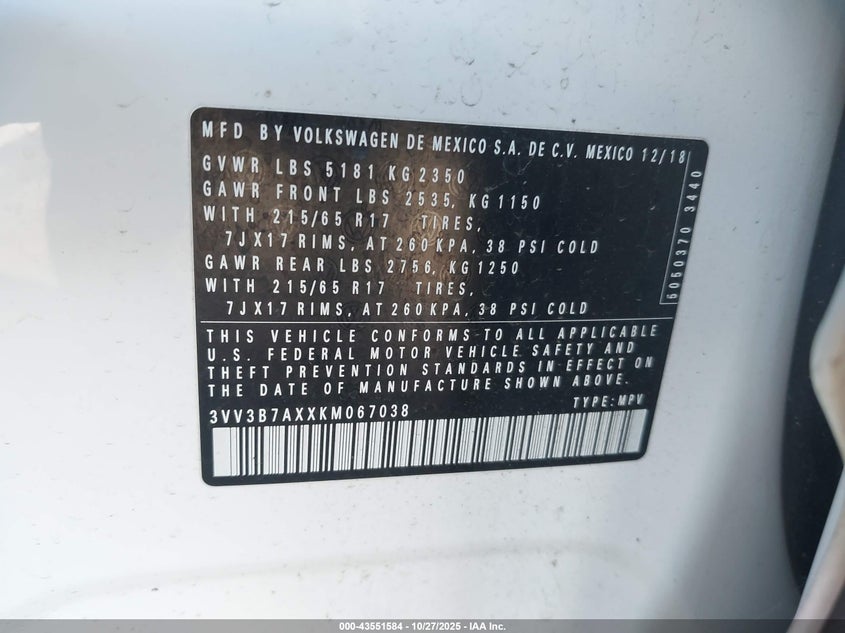 MFD BY VOLKSWAGEN DE MEXICO S.A. DE C.V. MEXICO 12/18
GVWR LBS 5181 KG 2350
GAWR FRONT LBS 2535, KG 1150
WITH 215/65 R17 TIRES,
7JX17 RIMS, AT 260 KPA, 38 PSI COLD
GAWR REAR LBS 2756, KG 1250
WITH 215/65 R17 TIRES,
7JX17 RIMS, AT 260 KPA, 38 PSI COLD
5050370 3440
THIS VEHICLE CONFORMS TO ALL APPLICABLE
U.S. FEDERAL MOTOR VEHICLE SAFETY AND
THEFT PREVENTION STANDARDS IN EFFECT ON
THE DATE OF MANUFACTURE SHOWN ABOVE.
3VV3B7AXXKM067038 TYPE: MPV
000-43551584 - 10/27/2025 - IAA Inc.